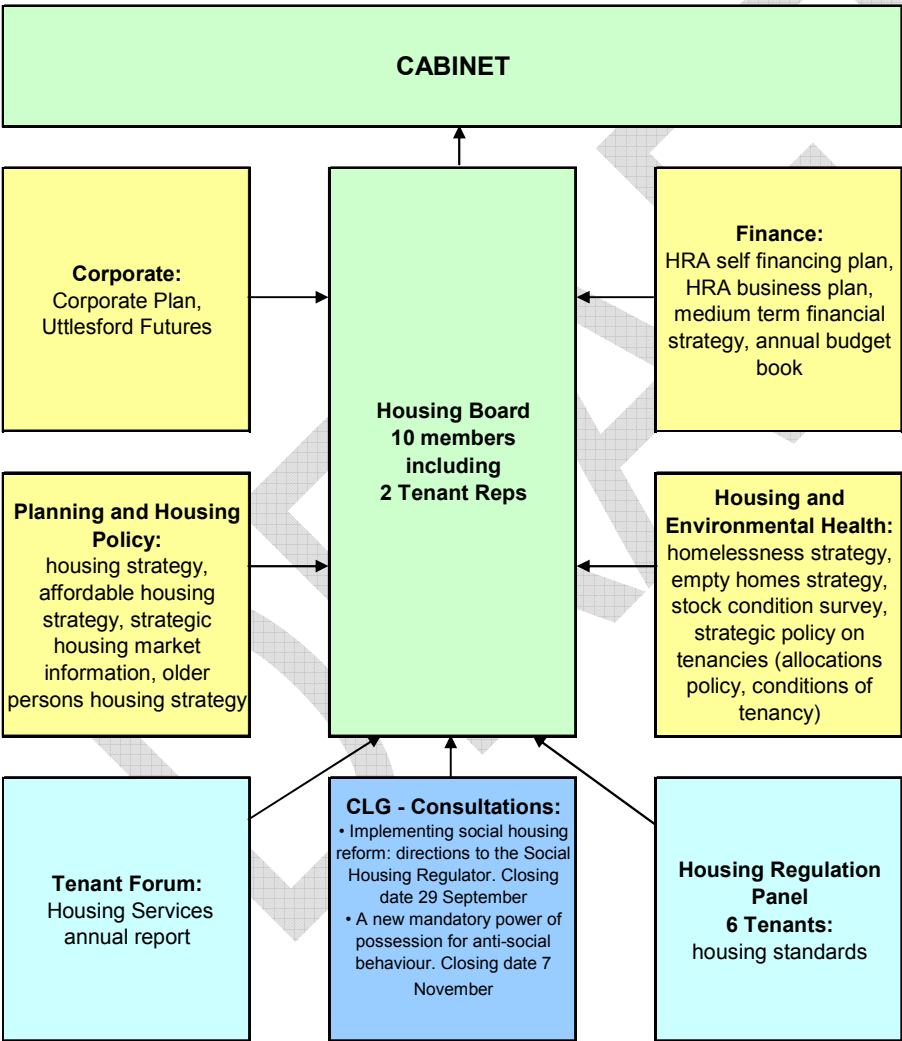 CABINET
Corporate:
Corporate Plan,
Uttlesford Futures
Housing Board
10 members
including
2 Tenant Reps
Finance:
HRA self financing plan,
HRA business plan,
medium term financial
strategy, annual budget
book
Planning and Housing
Policy:
housing strategy,
affordable housing
strategy, strategic
housing market
information, older
persons housing strategy
Housing and
Environmental Health:
homelessness strategy,
empty homes strategy,
stock condition survey,
strategic policy on
tenancies (allocations
policy, conditions of
tenancy)
Tenant Forum:
Housing Services
annual report
CLG - Consultations:
• Implementing social housing
reform: directions to the Social
Housing Regulator. Closing
date 29 September
• A new mandatory power of
possession for anti-social
behaviour. Closing date 7
November
Housing Regulation
Panel
6 Tenants:
housing standards